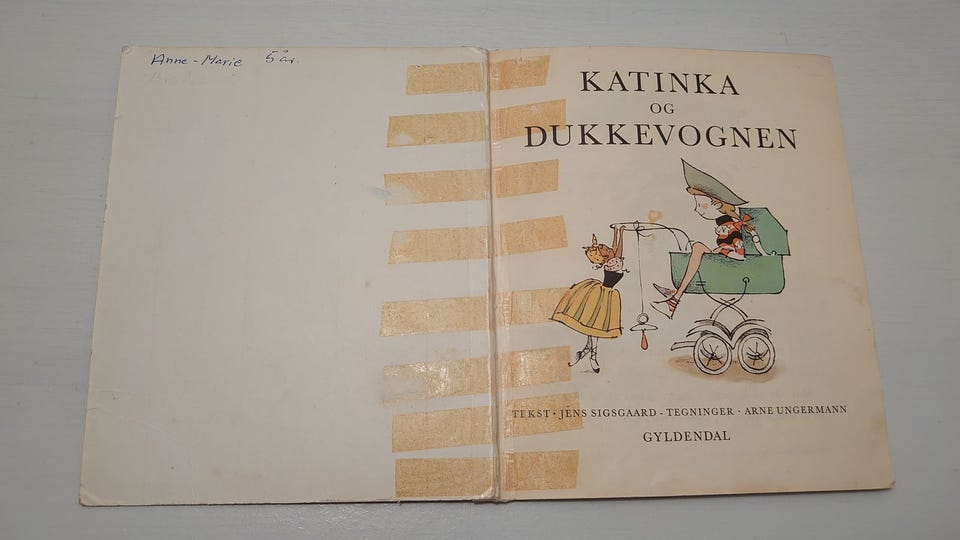 Anne-Marie 5 år.
KATINKA
OG
DUKKEVOGNEN
TEKST · JENS SIGSGAARD - TEGNINGER · ARNE UNGERMANN
GYLDENDAL